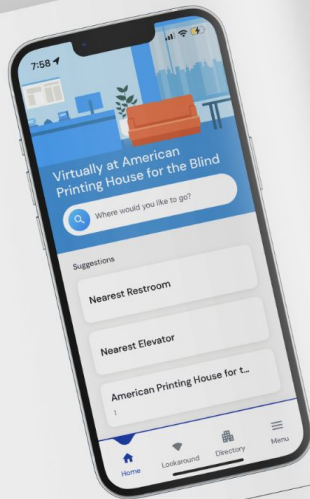 7:58
Virtually at American
Printing House for the Blind
Where would you like to go?
Suggestions
Nearest Restroom
Nearest Elevator
American Printing House for t...
1
Home
Lookaround
Directory
Menu